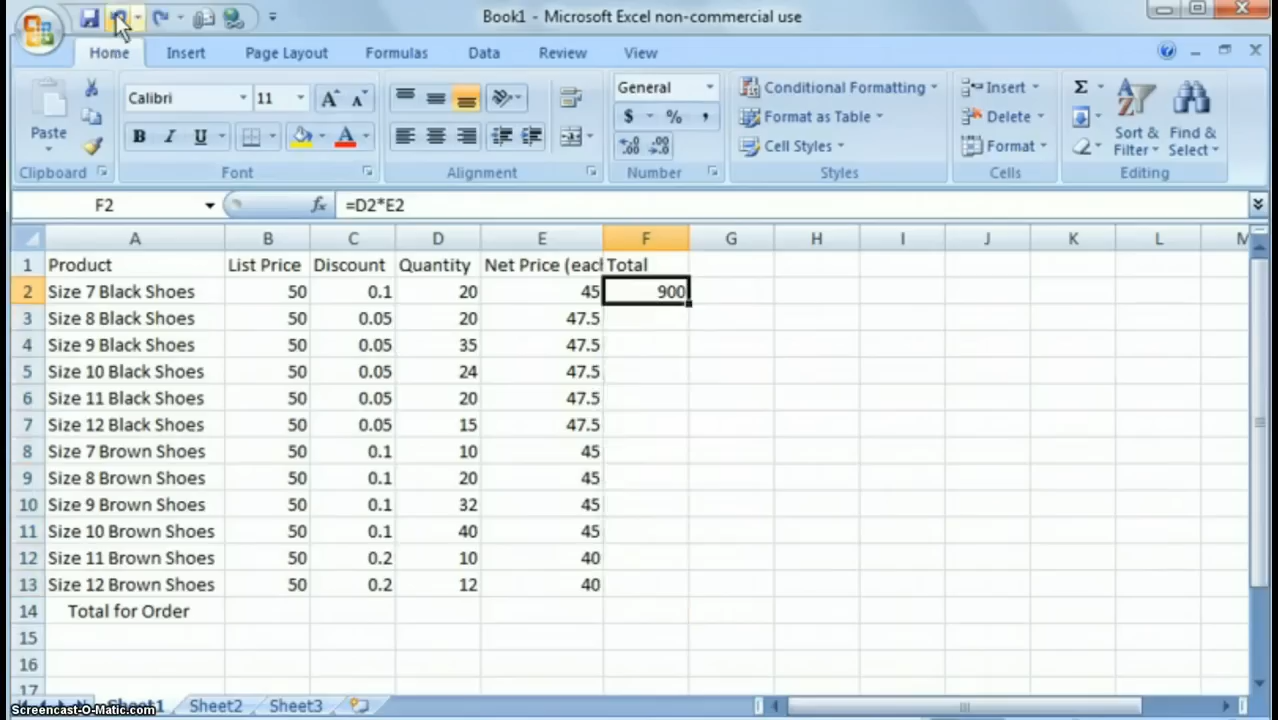 Book1 - Microsoft Excel non-commercial use
Home Insert Page Layout Formulas Data Review View
Calibri 11 General Conditional Formatting Insert
Paste B I U $ % , Format as Table Delete Sort & Filter Find & Select
Cell Styles Format
Clipboard Font Alignment Number Styles Cells Editing
F2 fx =D2*E2
A B C D E F G H I J K L M
1 Product List Price Discount Quantity Net Price (each Total
2 Size 7 Black Shoes 50 0.1 20 45 900
3 Size 8 Black Shoes 50 0.05 20 47.5
4 Size 9 Black Shoes 50 0.05 35 47.5
5 Size 10 Black Shoes 50 0.05 24 47.5
6 Size 11 Black Shoes 50 0.05 20 47.5
7 Size 12 Black Shoes 50 0.05 15 47.5
8 Size 7 Brown Shoes 50 0.1 10 45
9 Size 8 Brown Shoes 50 0.1 20 45
10 Size 9 Brown Shoes 50 0.1 32 45
11 Size 10 Brown Shoes 50 0.1 40 45
12 Size 11 Brown Shoes 50 0.2 10 40
13 Size 12 Brown Shoes 50 0.2 12 40
14 Total for Order
15
16
17
Sheet1 Sheet2 Sheet3
Screencast-O-Matic.com